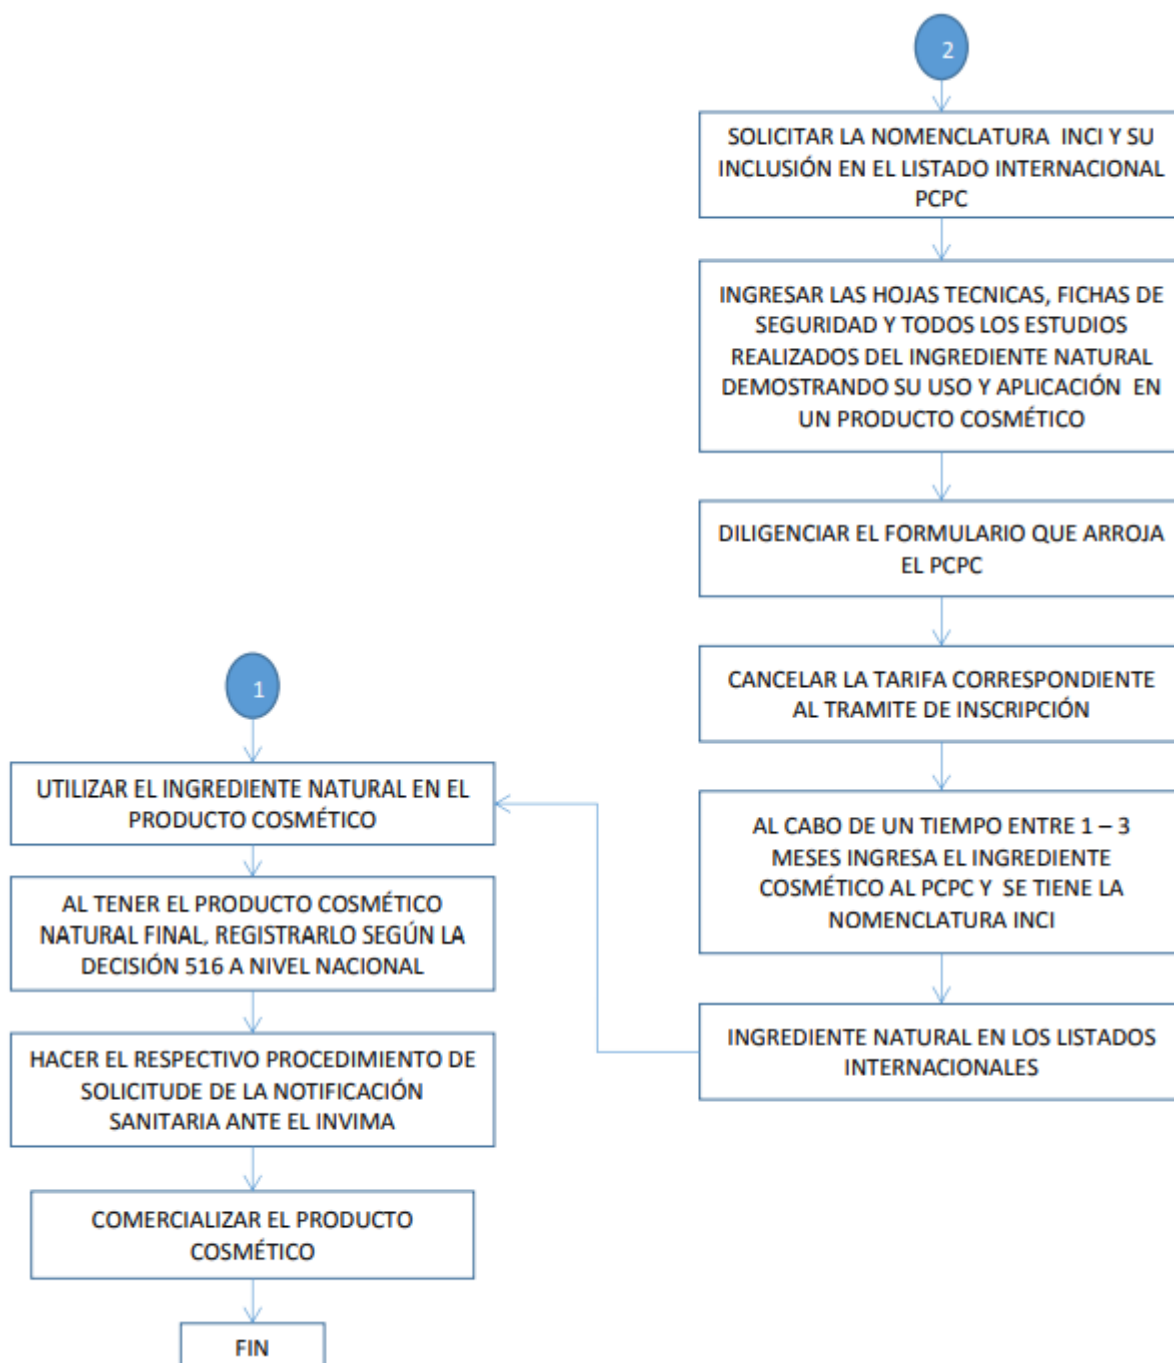 2
SOLICITAR LA NOMENCLATURA INCI Y SU
INCLUSIÓN EN EL LISTADO INTERNACIONAL
PCPC
INGRESAR LAS HOJAS TECNICAS, FICHAS DE
SEGURIDAD Y TODOS LOS ESTUDIOS
REALIZADOS DEL INGREDIENTE NATURAL
DEMOSTRANDO SU USO Y APLICACIÓN EN
UN PRODUCTO COSMÉTICO
DILIGENCIAR EL FORMULARIO QUE ARROJA
EL PCPC
CANCELAR LA TARIFA CORRESPONDIENTE
AL TRAMITE DE INSCRIPCIÓN
AL CABO DE UN TIEMPO ENTRE 1 – 3
MESES INGRESA EL INGREDIENTE
COSMÉTICO AL PCPC Y SE TIENE LA
NOMENCLATURA INCI
INGREDIENTE NATURAL EN LOS LISTADOS
INTERNACIONALES
1
UTILIZAR EL INGREDIENTE NATURAL EN EL
PRODUCTO COSMÉTICO
AL TENER EL PRODUCTO COSMÉTICO
NATURAL FINAL, REGISTRARLO SEGÚN LA
DECISIÓN 516 A NIVEL NACIONAL
HACER EL RESPECTIVO PROCEDIMIENTO DE
SOLICITUDE DE LA NOTIFICACIÓN
SANITARIA ANTE EL INVIMA
COMERCIALIZAR EL PRODUCTO
COSMÉTICO
FIN